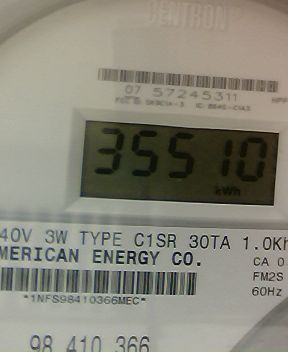 CENTRON
07 57245311
35510
kWh
40V 3W TYPE C1SR 30TA 1.0Kh
MERICAN ENERGY CO.
CA 0
FM2S
*1NFS98410366MEC*
60Hz
98 410 366